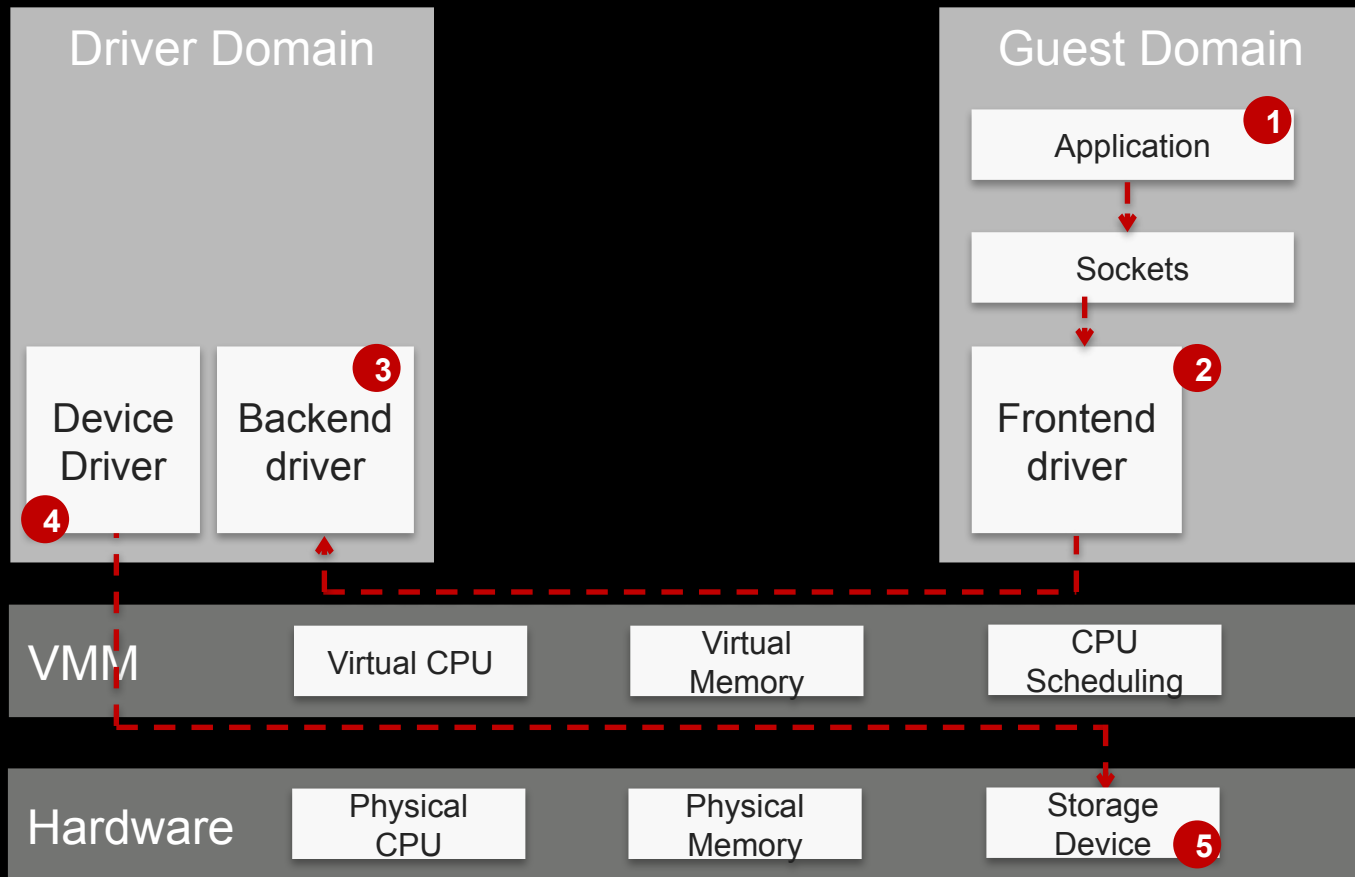 Driver Domain
Guest Domain
1
Application
Sockets
3
2
Device
Driver
Backend
driver
Frontend
driver
4
VMM
Virtual CPU
Virtual
Memory
CPU
Scheduling
Hardware
Physical
CPU
Physical
Memory
Storage
Device
5